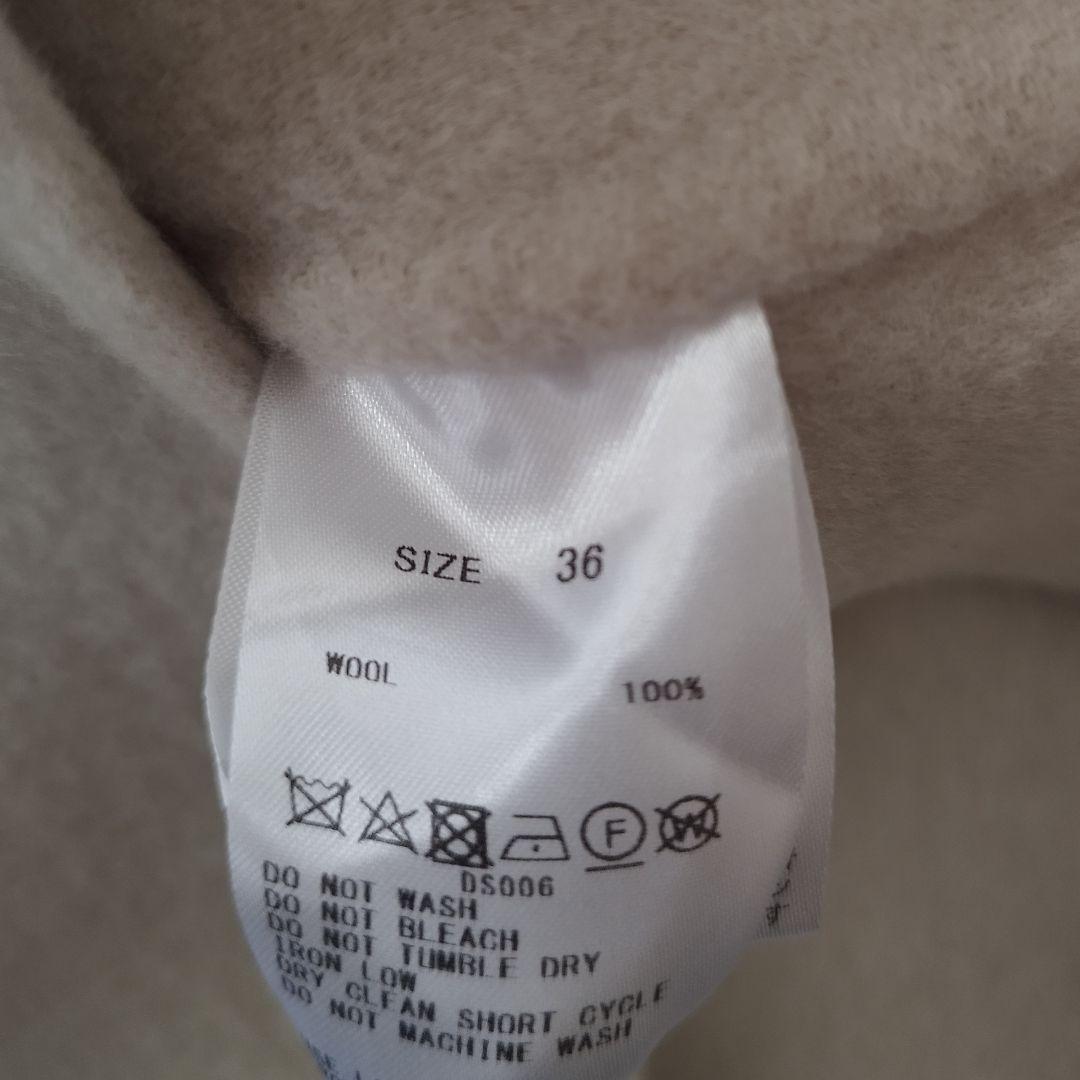 SIZE 36
WOOL 100%
F W
DS006
DO NOT WASH
DO NOT BLEACH
DO NOT TUMBLE DRY
IRON LOW
DRY CLEAN SHORT CYCLE
DO NOT MACHINE WASH